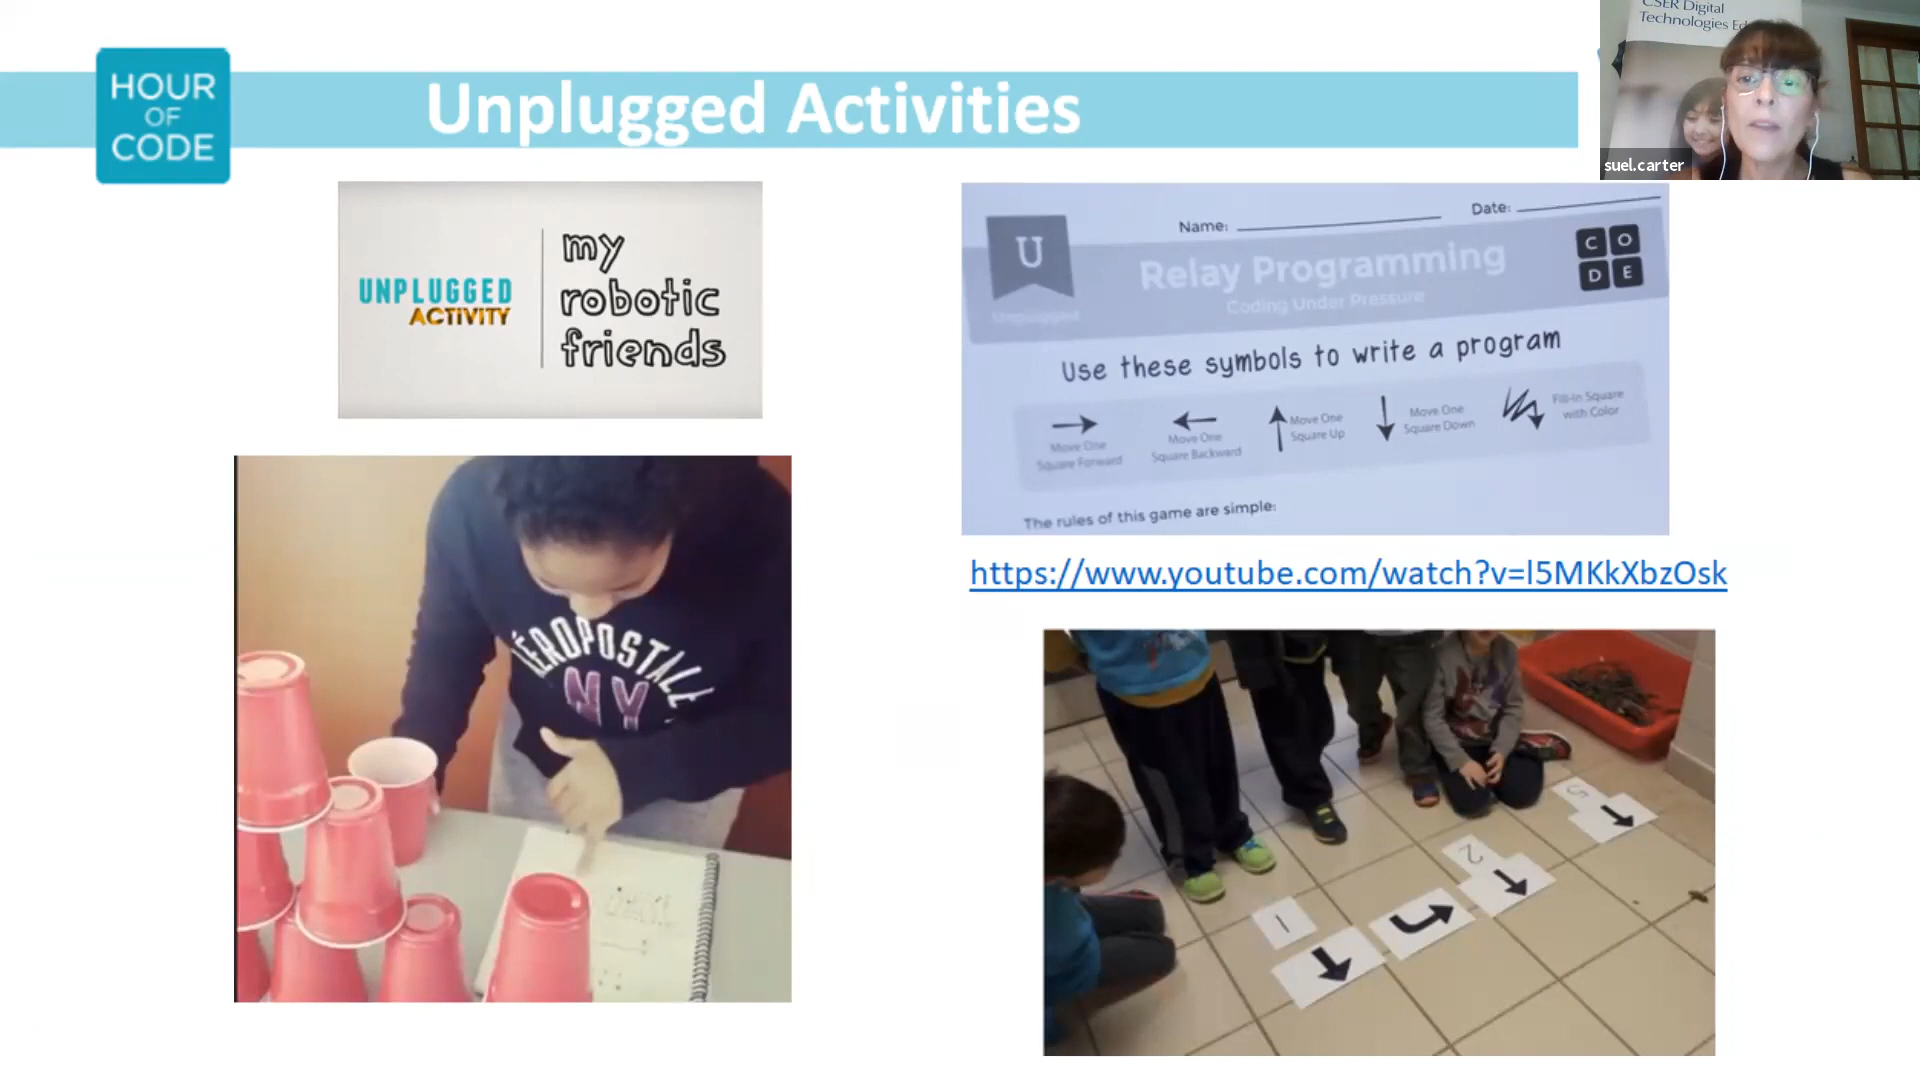 HOUR
OF
CODE
Unplugged Activities
CSER Digital
Technologies
suel.carter
UNPLUGGED
ACTIVITY
my
robotic
friends
Name:
Date:
U
Unplugged
Relay Programming
Coding Under Pressure
C O
D E
Use these symbols to write a program
Move One
Square Forward
Move One
Square Backward
Move One
Square Up
Move One
Square Down
Fill-In Square
with Color
The rules of this game are simple:
https://www.youtube.com/watch?v=l5MKkXbzOsk
AÉROPOSTALE
NY
1
2
5